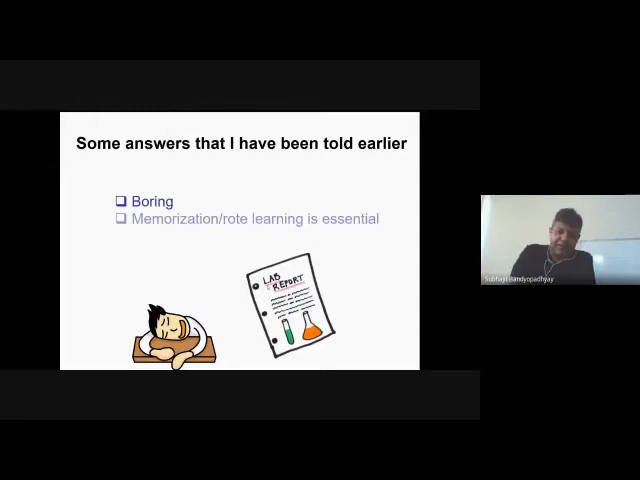 Some answers that I have been told earlier
❑ Boring
❑ Memorization/rote learning is essential
LAB
REPORT
Subhajit Bandyopadhyay